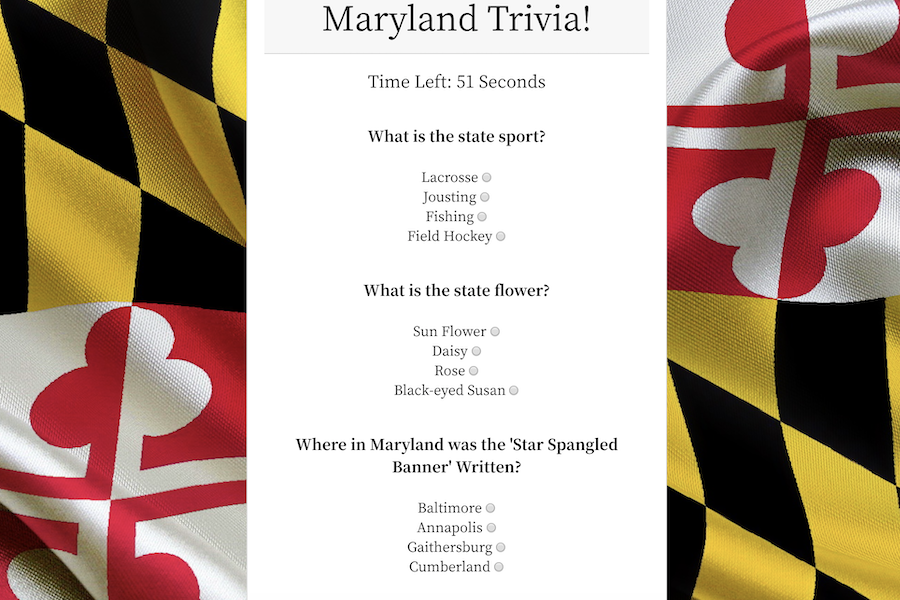 Maryland Trivia!
Time Left: 51 Seconds
What is the state sport?
Lacrosse
Jousting
Fishing
Field Hockey
What is the state flower?
Sun Flower
Daisy
Rose
Black-eyed Susan
Where in Maryland was the 'Star Spangled
Banner' Written?
Baltimore
Annapolis
Gaithersburg
Cumberland